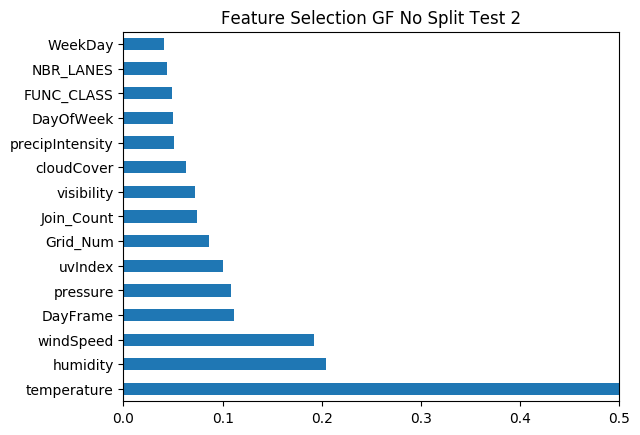 Feature Selection GF No Split Test 2
WeekDay
NBR_LANES
FUNC_CLASS
DayOfWeek
precipIntensity
cloudCover
visibility
Join_Count
Grid_Num
uvIndex
pressure
DayFrame
windSpeed
humidity
temperature
0.0 0.1 0.2 0.3 0.4 0.5